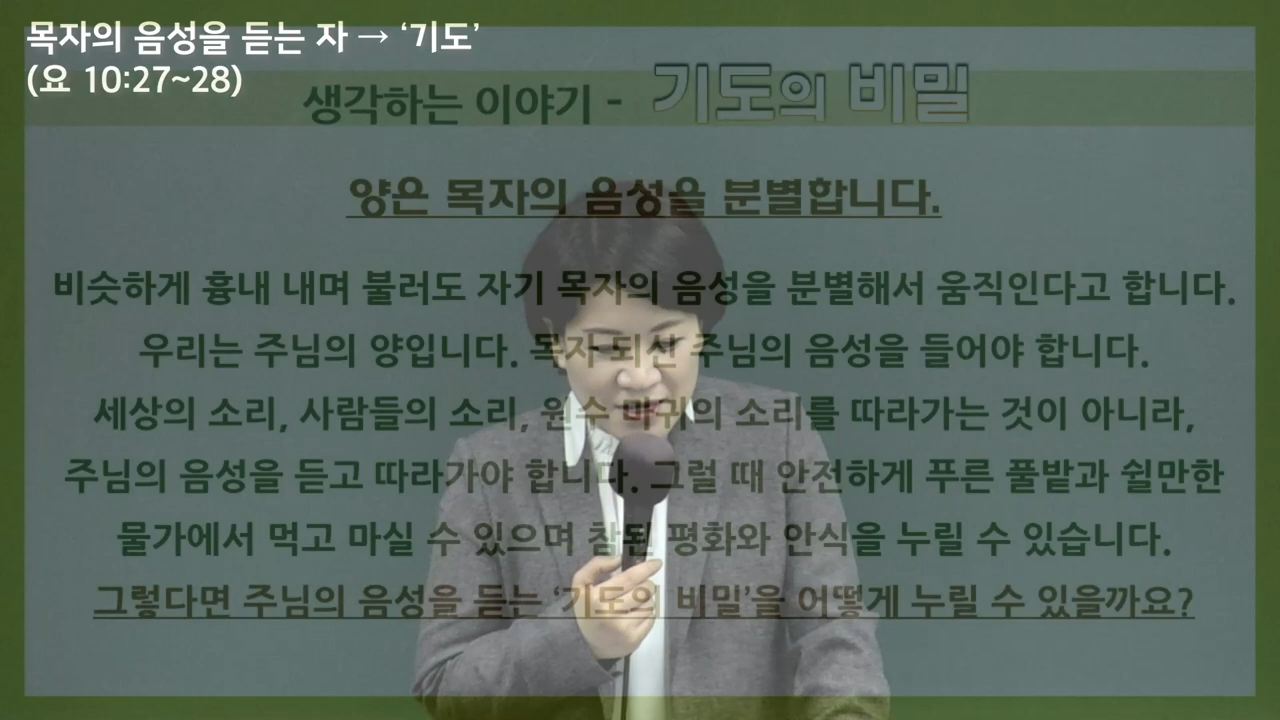 목자의 음성을 듣는 자 → ‘기도’
(요 10:27~28)
생각하는 이야기 - 기도의 비밀
양은 목자의 음성을 분별합니다.
비슷하게 흉내 내며 불러도 자기 목자의 음성을 분별해서 움직인다고 합니다.
우리는 주님의 양입니다. 목자 되신 주님의 음성을 들어야 합니다.
세상의 소리, 사람들의 소리, 원수 마귀의 소리를 따라가는 것이 아니라,
주님의 음성을 듣고 따라가야 합니다. 그럴 때 안전하게 푸른 풀밭과 쉴만한
물가에서 먹고 마실 수 있으며 참된 평화와 안식을 누릴 수 있습니다.
그렇다면 주님의 음성을 듣는 ‘기도의 비밀’을 어떻게 누릴 수 있을까요?